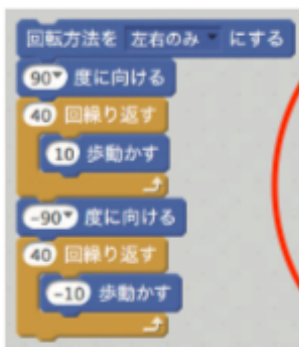 回転方法を 左右のみ にする
90 度に向ける
40 回繰り返す
10 歩動かす
-90 度に向ける
40 回繰り返す
-10 歩動かす